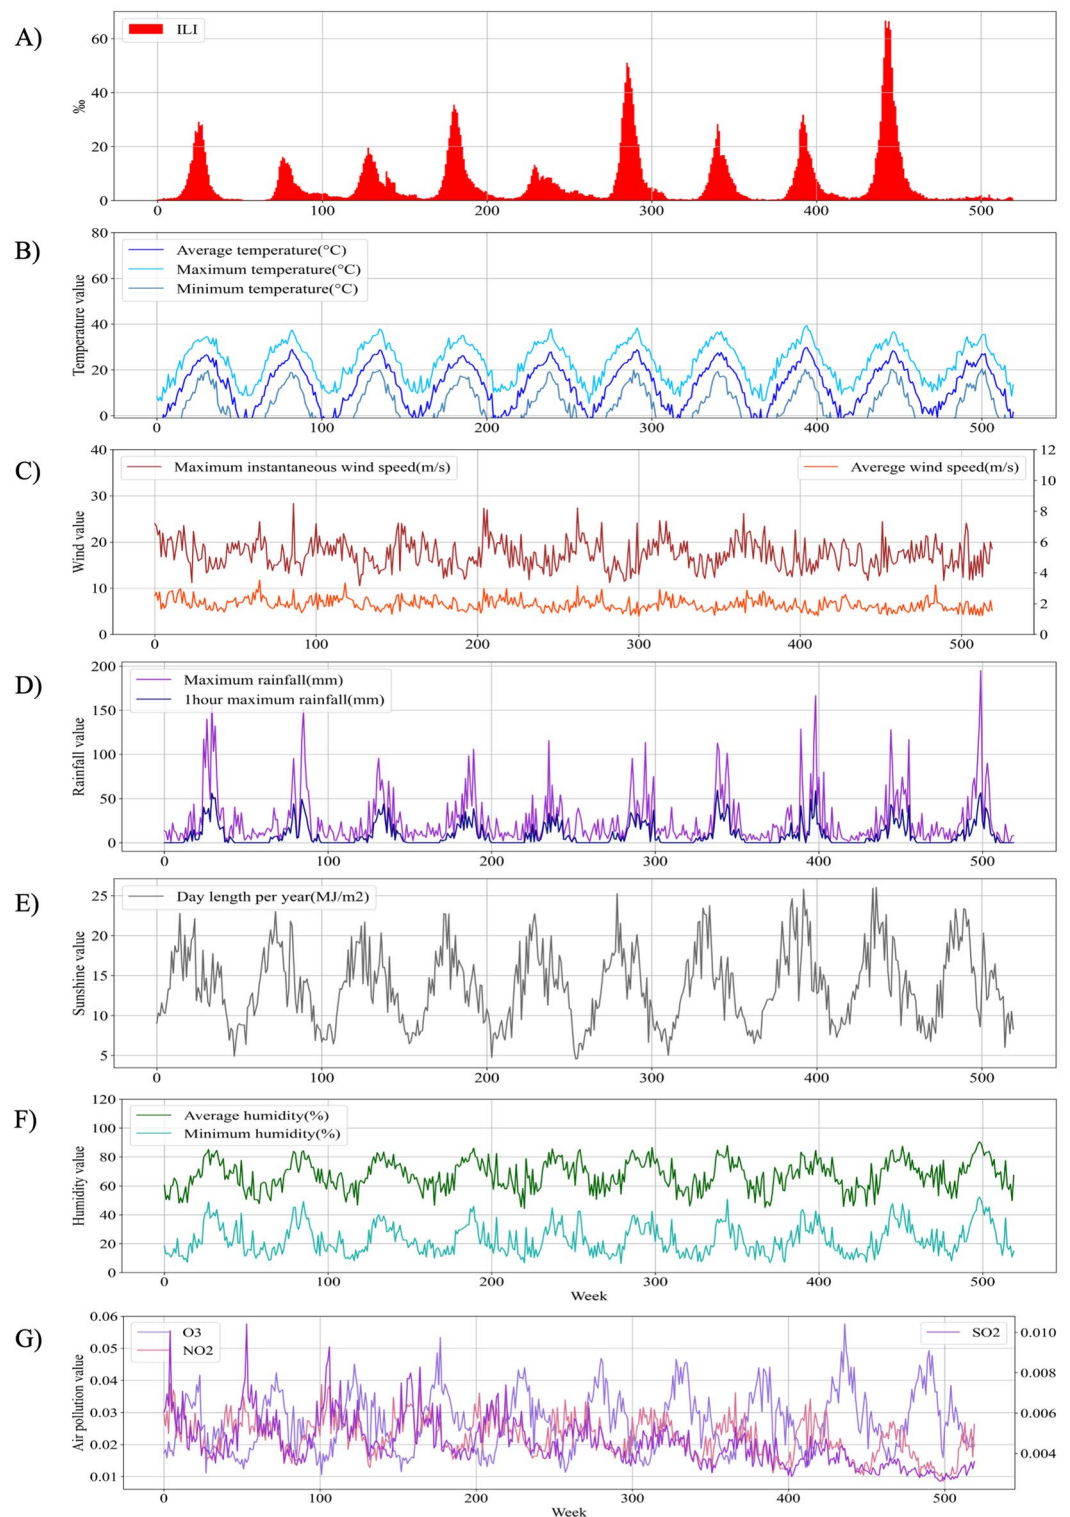 A)
ILI
60
40
20
0
‰
0 100 200 300 400 500
B)
Average temperature(°C)
Maximum temperature(°C)
Minimum temperature(°C)
80
60
40
20
0
Temperature value
0 100 200 300 400 500
C)
Maximum instantaneous wind speed(m/s)
Averege wind speed(m/s)
40
30
20
10
0
Wind value
12
10
8
6
4
2
0
0 100 200 300 400 500
D)
Maximum rainfall(mm)
1hour maximum rainfall(mm)
200
150
100
50
0
Rainfall value
0 100 200 300 400 500
E)
Day length per year(MJ/m2)
25
20
15
10
5
Sunshine value
0 100 200 300 400 500
F)
Average humidity(%)
Minimum humidity(%)
120
100
80
60
40
20
0
Humidity value
0 100 200 300 400 500
Week
G)
O3
NO2
SO2
0.06
0.05
0.04
0.03
0.02
0.01
Air pollution value
0.010
0.008
0.006
0.004
0 100 200 300 400 500
Week